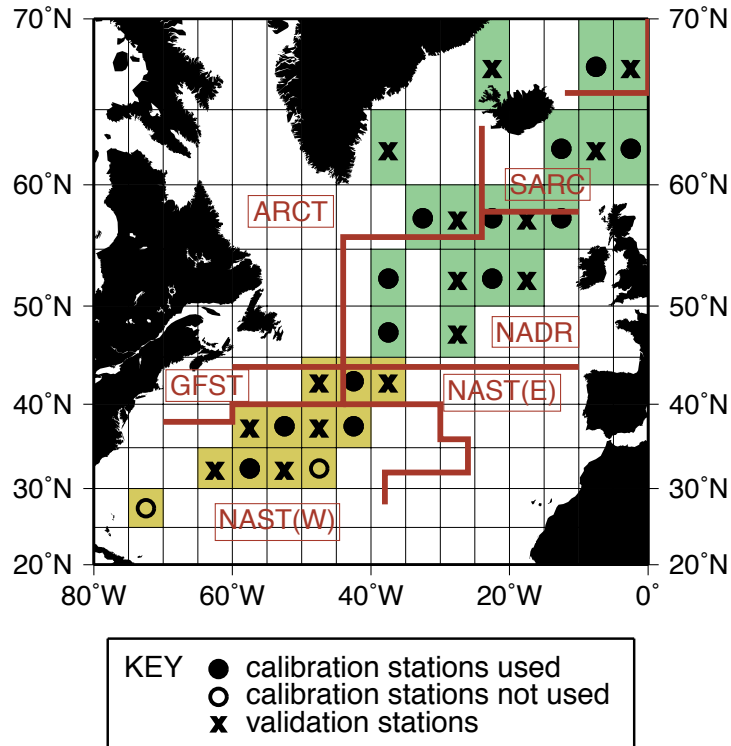 70°N 70°N
SARC
60°N 60°N
ARCT
50°N 50°N
NADR
GFST NAST(E)
40°N 40°N
30°N 30°N
NAST(W)
20°N 20°N
80°W 60°W 40°W 20°W 0°
KEY calibration stations used
calibration stations not used
x validation stations